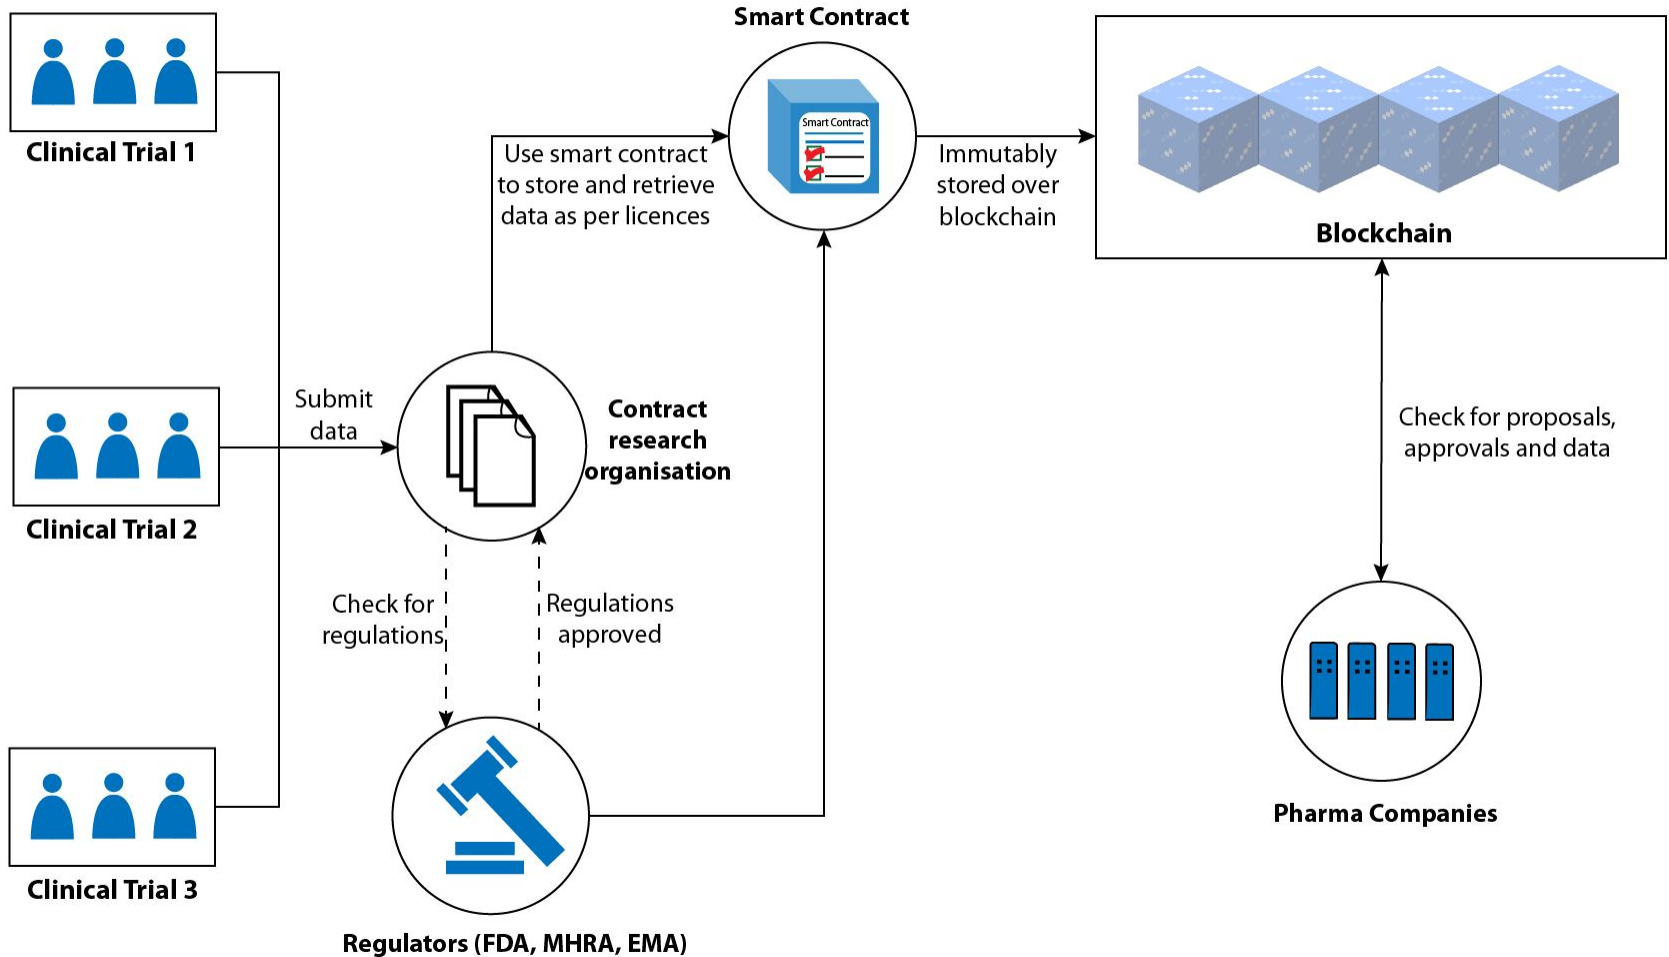 Smart Contract
Clinical Trial 1
Smart Contract
Use smart contract
to store and retrieve
data as per licences
Immutably
stored over
blockchain
Blockchain
Submit
data
Contract
research
organisation
Check for proposals,
approvals and data
Clinical Trial 2
Check for
regulations
Regulations
approved
Pharma Companies
Clinical Trial 3
Regulators (FDA, MHRA, EMA)